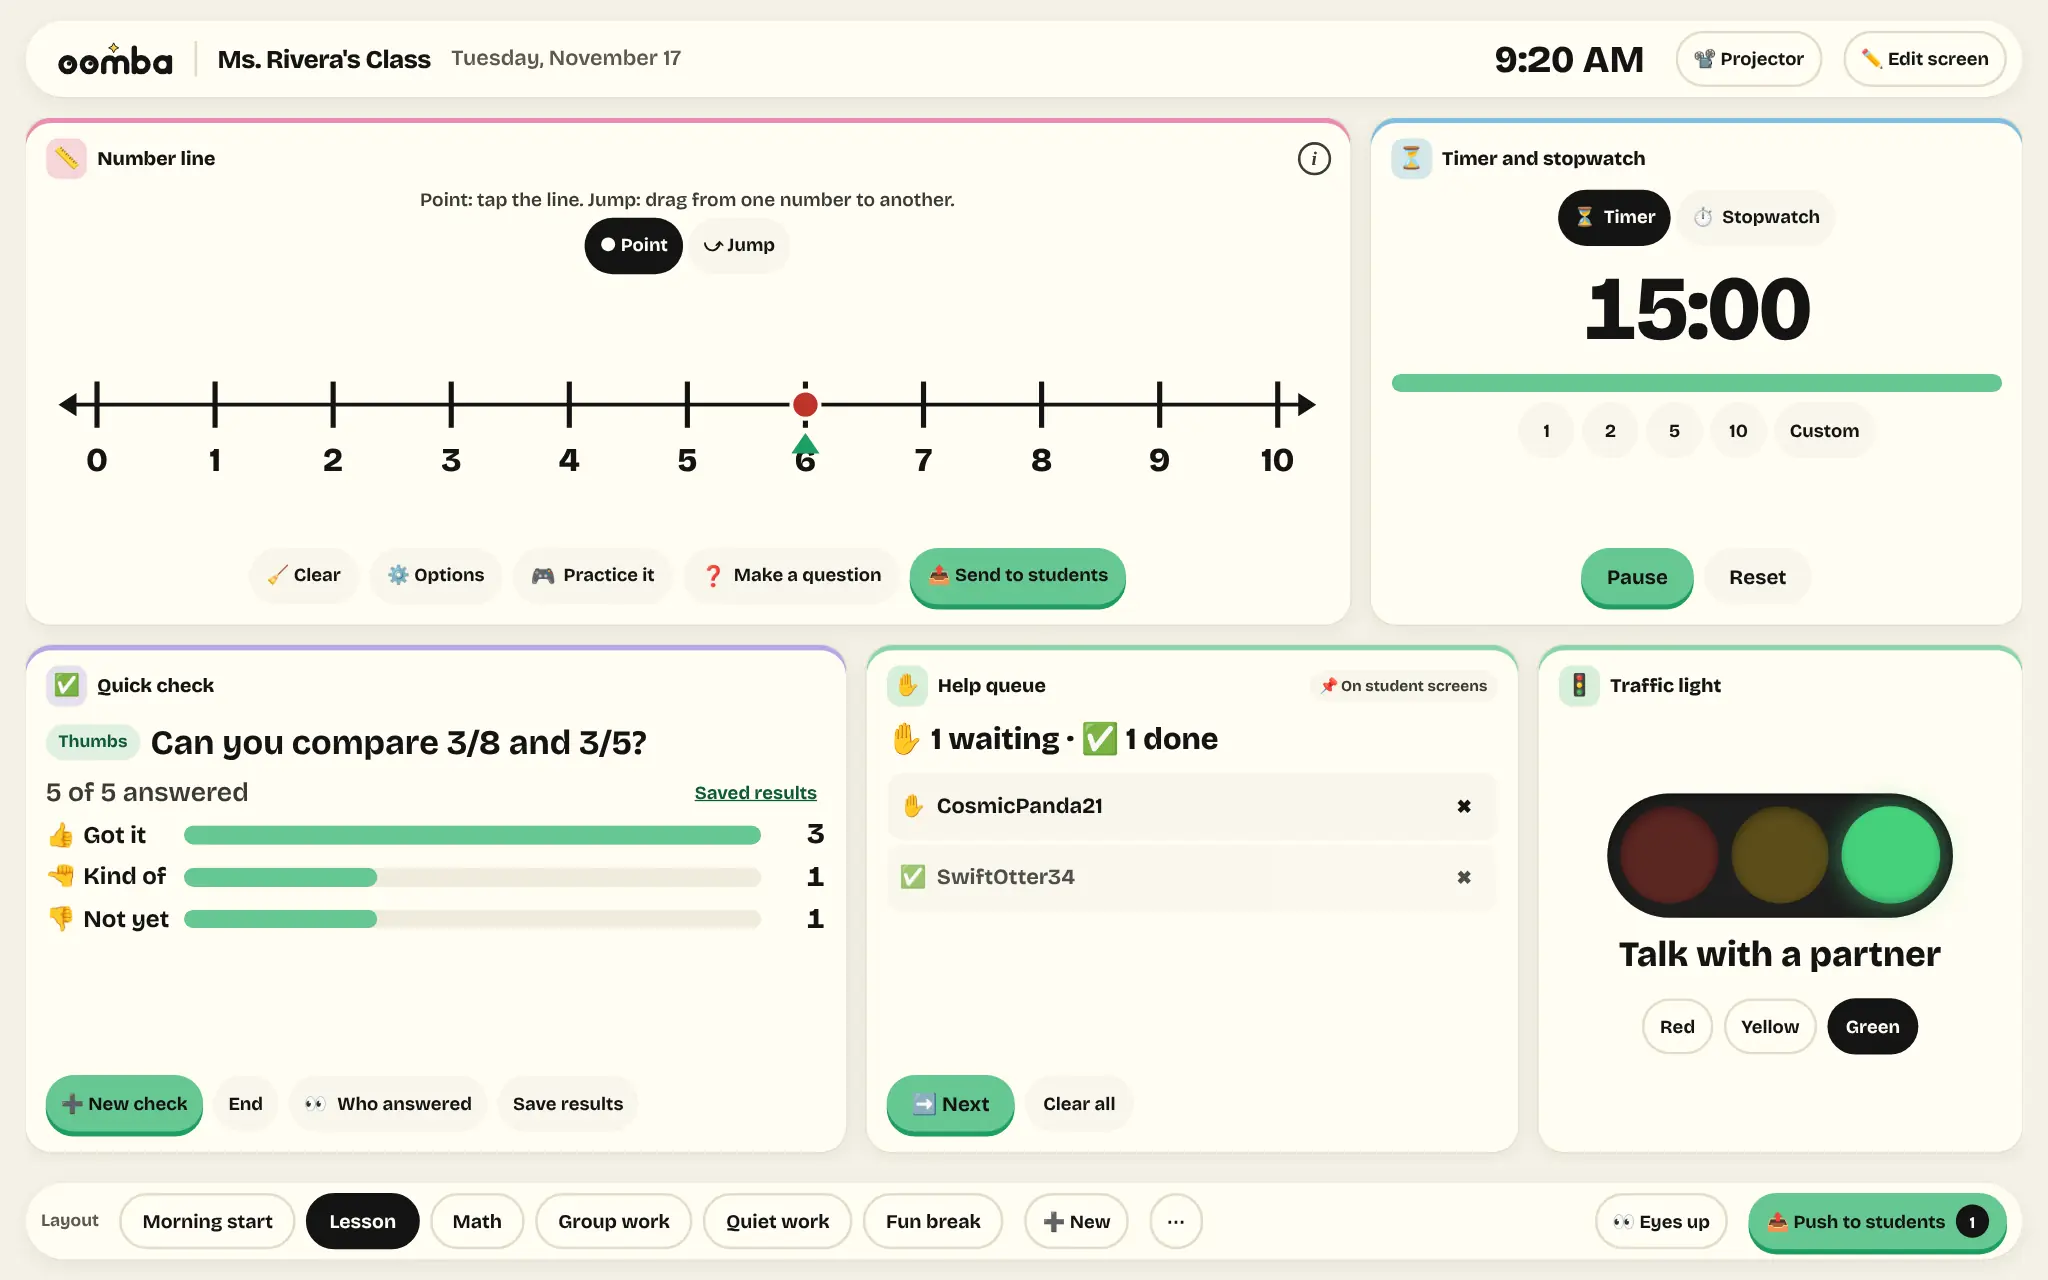 oomba
Ms. Rivera's Class
Tuesday, November 17
9:20 AM
Projector
Edit screen
Number line
i
Point: tap the line. Jump: drag from one number to another.
Point
Jump
0 1 2 3 4 5 6 7 8 9 10
Clear
Options
Practice it
Make a question
Send to students
Timer and stopwatch
Timer
Stopwatch
15:00
1
2
5
10
Custom
Pause
Reset
Quick check
Thumbs
Can you compare 3/8 and 3/5?
5 of 5 answered
Saved results
Got it 3
Kind of 1
Not yet 1
New check
End
Who answered
Save results
Help queue
On student screens
1 waiting · 1 done
CosmicPanda21
SwiftOtter34
Next
Clear all
Traffic light
Talk with a partner
Red
Yellow
Green
Layout
Morning start
Lesson
Math
Group work
Quiet work
Fun break
New
...
Eyes up
Push to students 1